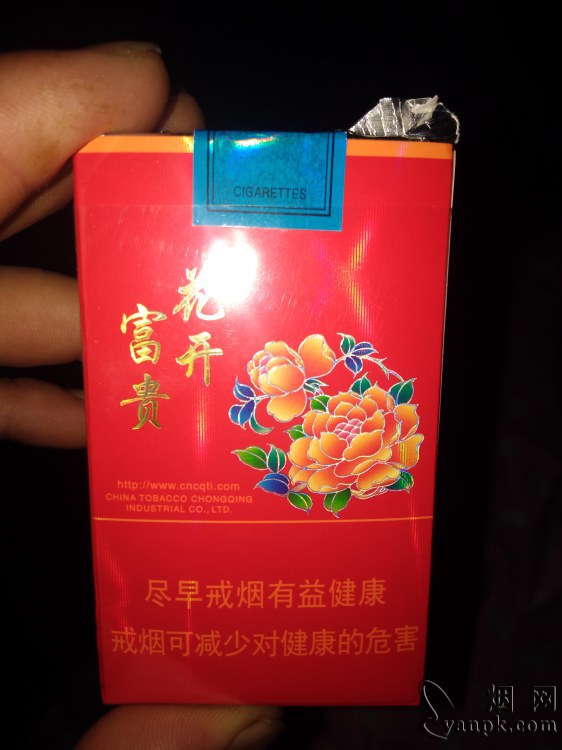 CIGARETTES
花开
富贵
http://www.cncqti.com
CHINA TOBACCO CHONGQING
INDUSTRIAL CO., LTD.
尽早戒烟有益健康
戒烟可减少对健康的危害
烟网
yanpk.com